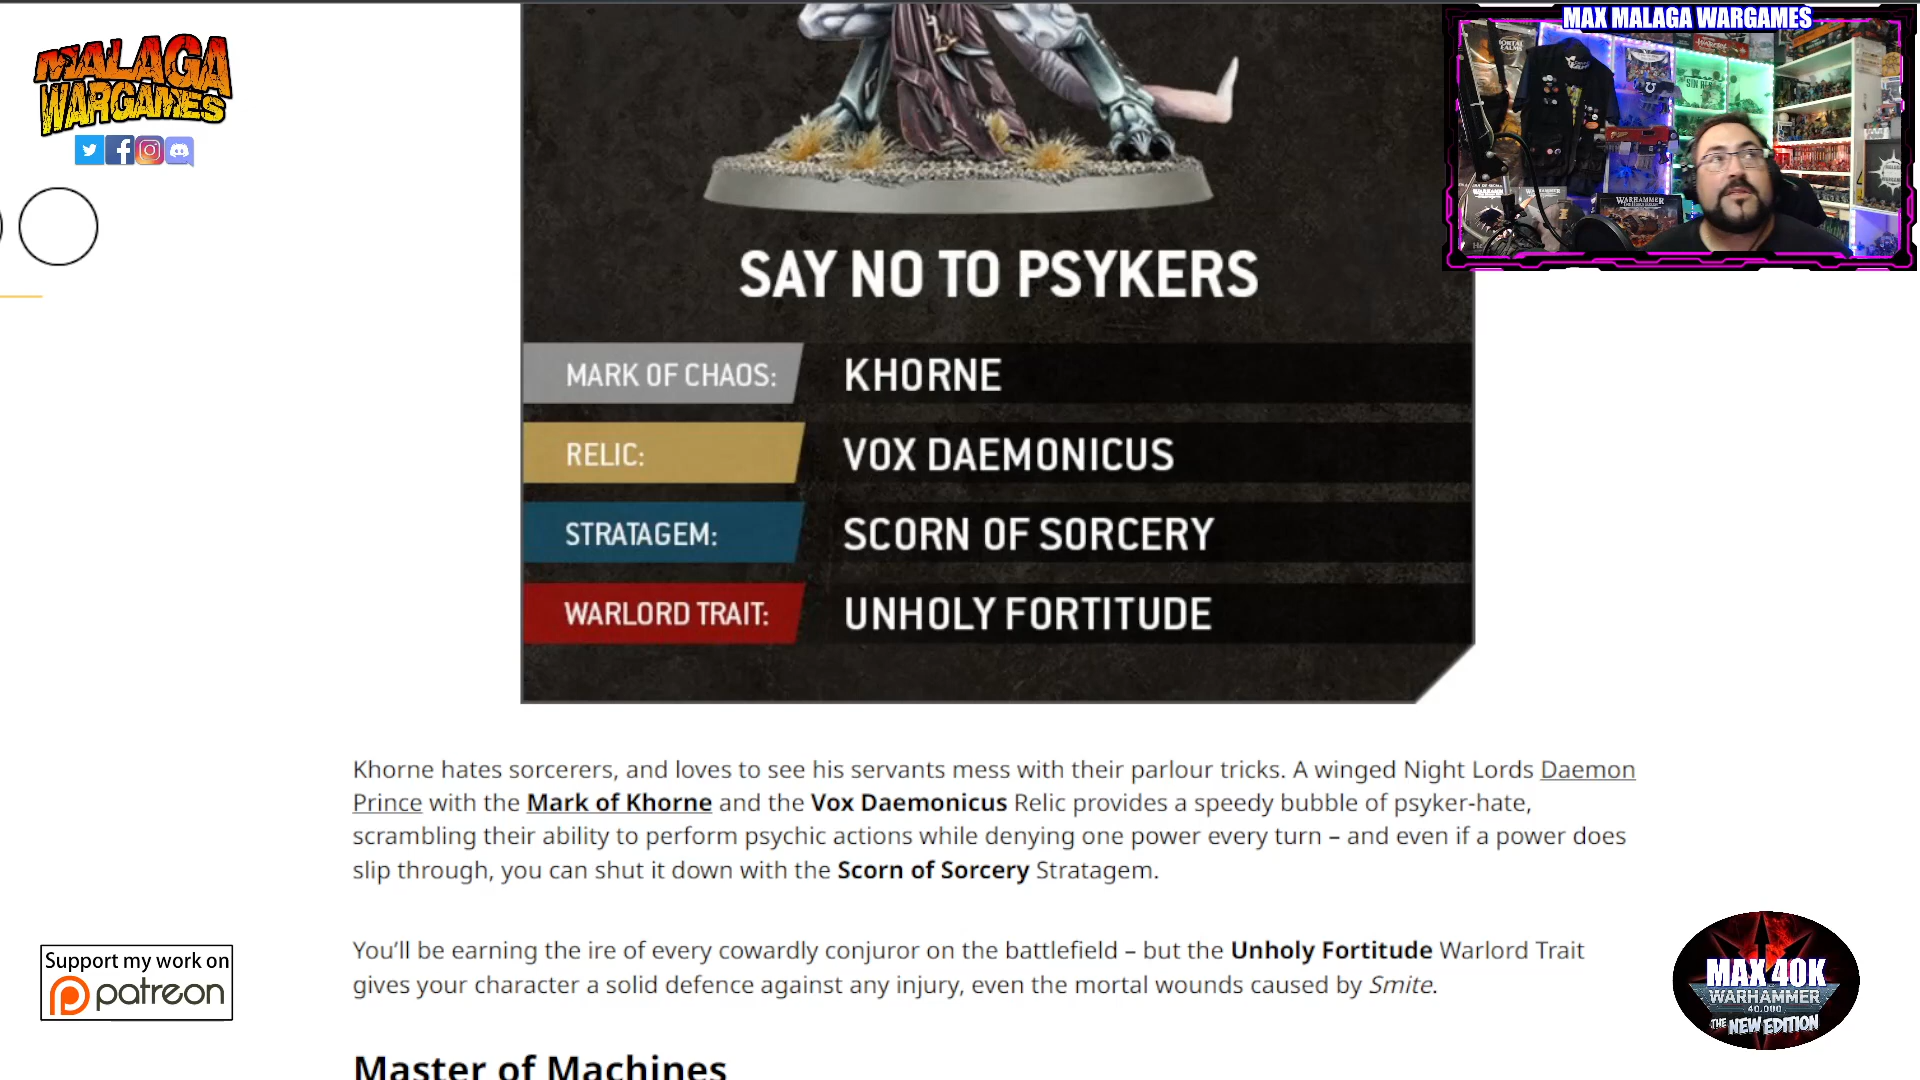 MAX MALAGA WARGAMES
MALAGA
WARGAMES
WARHAMMER
SAY NO TO PSYKERS
MARK OF CHAOS: KHORNE
RELIC: VOX DAEMONICUS
STRATAGEM: SCORN OF SORCERY
WARLORD TRAIT: UNHOLY FORTITUDE
Khorne hates sorcerers, and loves to see his servants mess with their parlour tricks. A winged Night Lords Daemon
Prince with the Mark of Khorne and the Vox Daemonicus Relic provides a speedy bubble of psyker-hate,
scrambling their ability to perform psychic actions while denying one power every turn – and even if a power does
slip through, you can shut it down with the Scorn of Sorcery Stratagem.
You’ll be earning the ire of every cowardly conjuror on the battlefield – but the Unholy Fortitude Warlord Trait
gives your character a solid defence against any injury, even the mortal wounds caused by Smite.
Support my work on
patreon
MAX 40K
WARHAMMER
40,000
THE NEW EDITION
Master of Machines